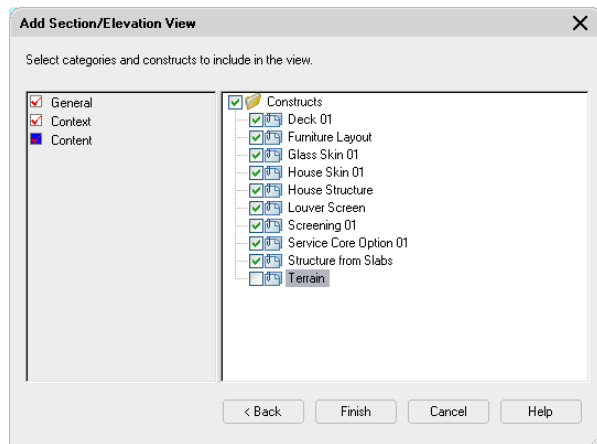 Add Section/Elevation View
Select categories and constructs to include in the view.
General
Context
Content
Constructs
Deck 01
Furniture Layout
Glass Skin 01
House Skin 01
House Structure
Louver Screen
Screening 01
Service Core Option 01
Structure from Slabs
Terrain
< Back Finish Cancel Help